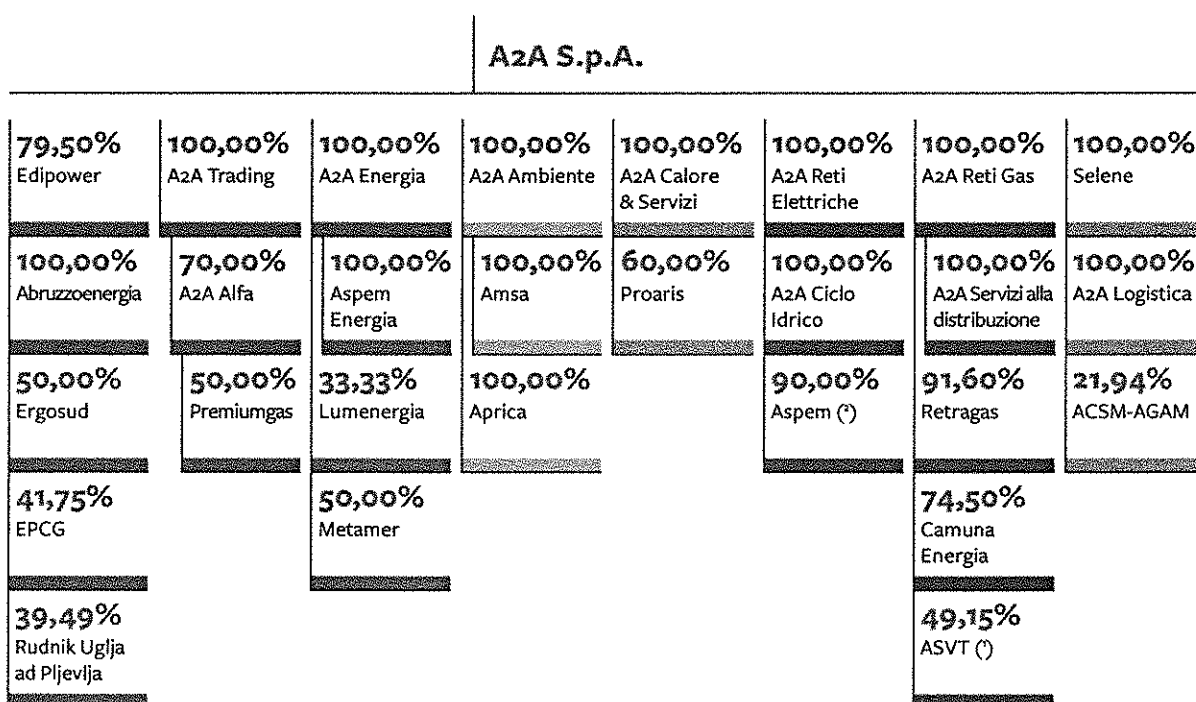 A2A S.p.A.
79,50%
Edipower
100,00%
A2A Trading
100,00%
A2A Energia
100,00%
A2A Ambiente
100,00%
A2A Calore
& Servizi
100,00%
A2A Reti
Elettriche
100,00%
A2A Reti Gas
100,00%
Selene
100,00%
Abruzzoenergia
70,00%
A2A Alfa
100,00%
Aspem
Energia
100,00%
Amsa
60,00%
Proaris
100,00%
A2A Ciclo
Idrico
100,00%
A2A Servizi alla
distribuzione
100,00%
A2A Logistica
50,00%
Ergosud
50,00%
Premiumgas
33,33%
Lumenergia
100,00%
Aprica
90,00%
Aspem (²)
91,60%
Retragas
21,94%
ACSM-AGAM
41,75%
EPCG
50,00%
Metamer
74,50%
Camuna
Energia
39,49%
Rudnik Uglja
ad Pljevlja
49,15%
ASVT (¹)